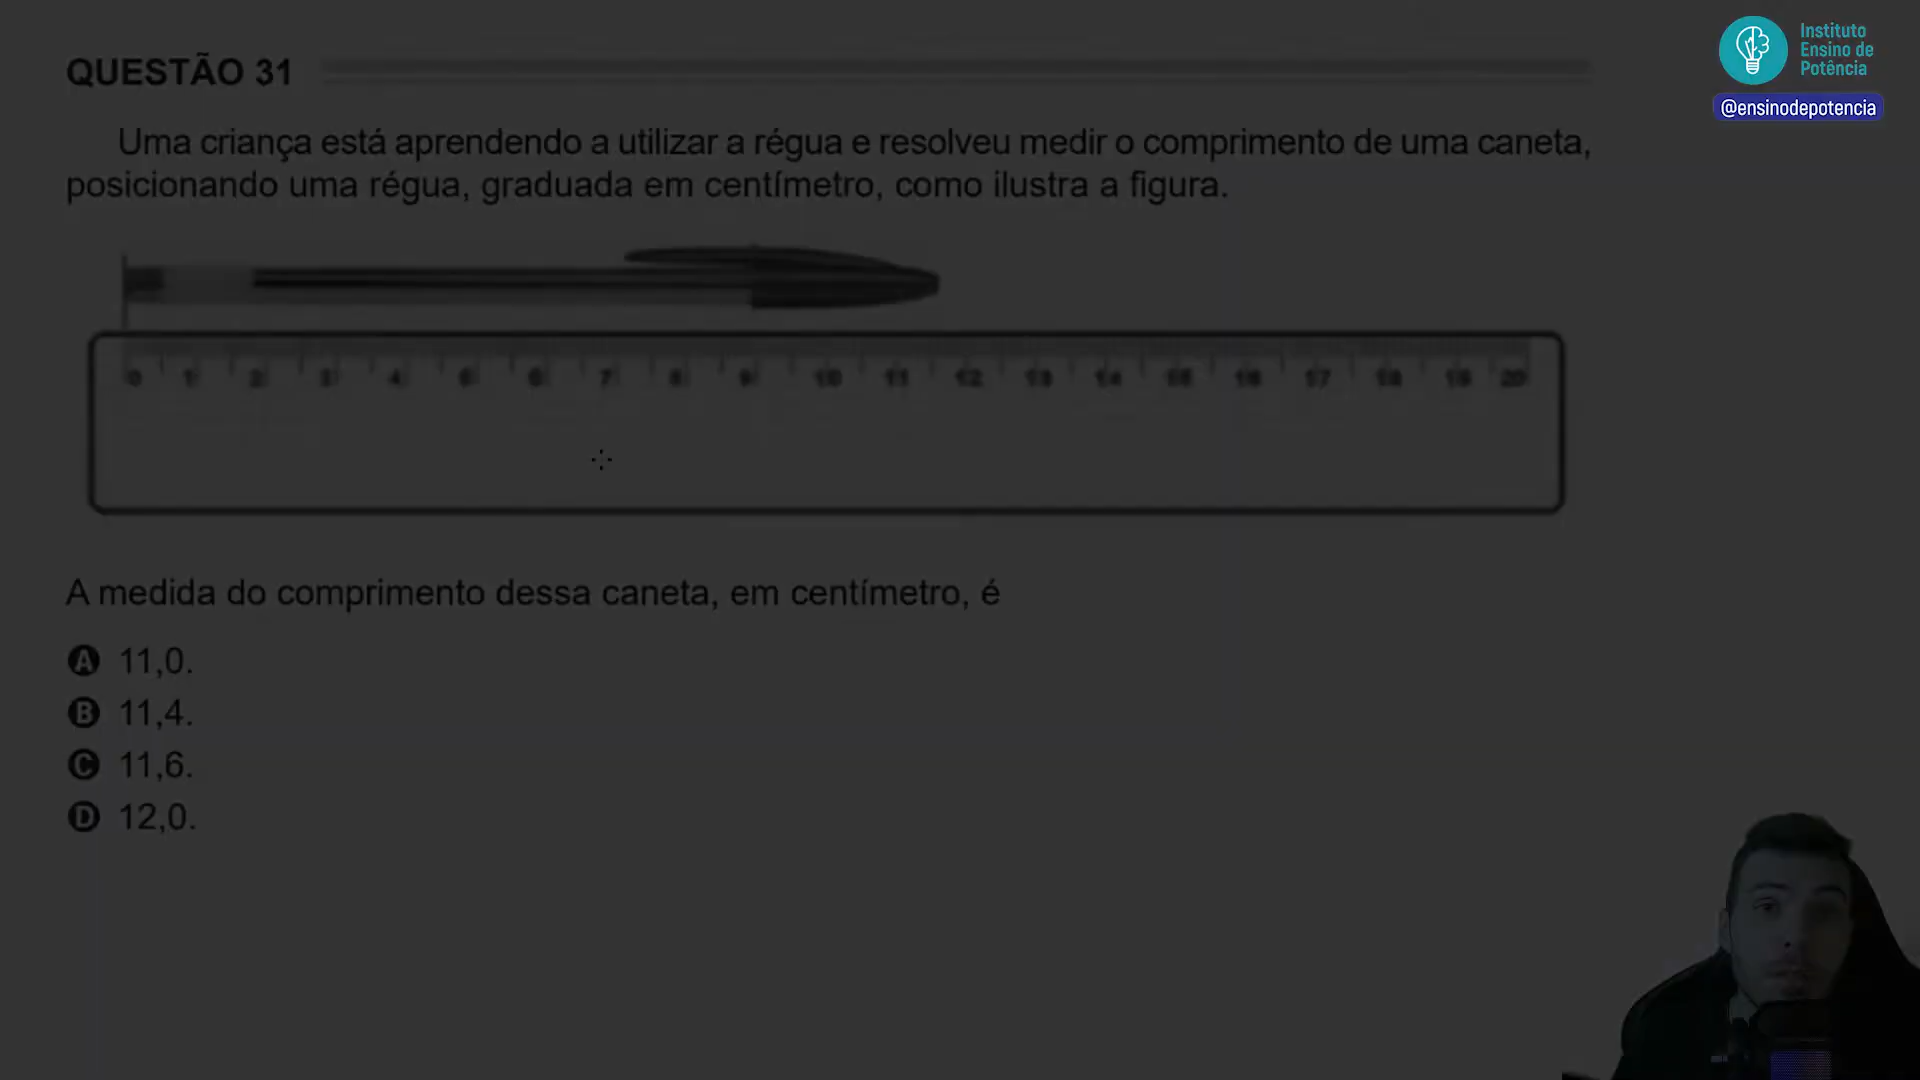 Instituto
Ensino de
Potência
@ensinodepotencia
QUESTÃO 31
Uma criança está aprendendo a utilizar a régua e resolveu medir o comprimento de uma caneta,
posicionando uma régua, graduada em centímetro, como ilustra a figura.
0 1 2 3 4 5 6 7 8 9 10 11 12 13 14 15 16 17 18 19 20
A medida do comprimento dessa caneta, em centímetro, é
A 11,0.
B 11,4.
C 11,6.
D 12,0.